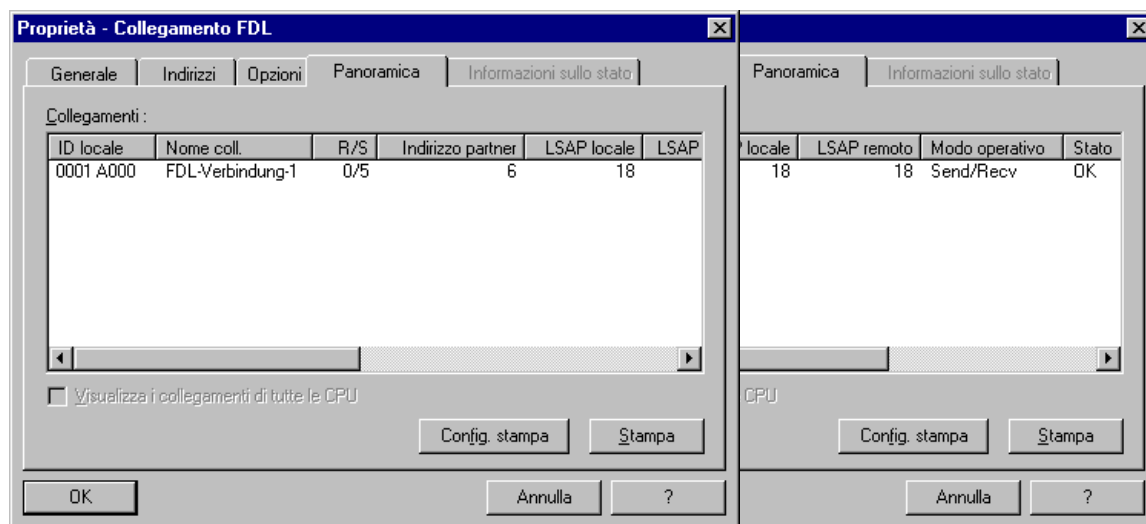 Proprietà - Collegamento FDL
Generale Indirizzi Opzioni Panoramica Informazioni sullo stato Panoramica Informazioni sullo stato
Collegamenti :
ID locale Nome coll. R/S Indirizzo partner LSAP locale LSAP locale LSAP remoto Modo operativo Stato
0001 A000 FDL-Verbindung-1 0/5 6 18 18 18 Send/Recv OK
Visualizza i collegamenti di tutte le CPU CPU
Config. stampa Stampa Config. stampa Stampa
OK Annulla ? Annulla ?